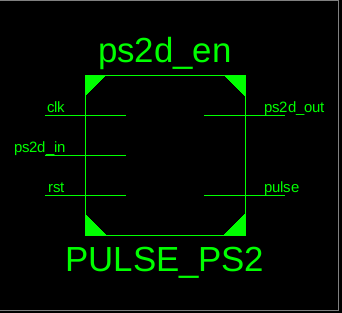 ps2d_en
clk
ps2d_out
ps2d_in
rst
pulse
PULSE_PS2